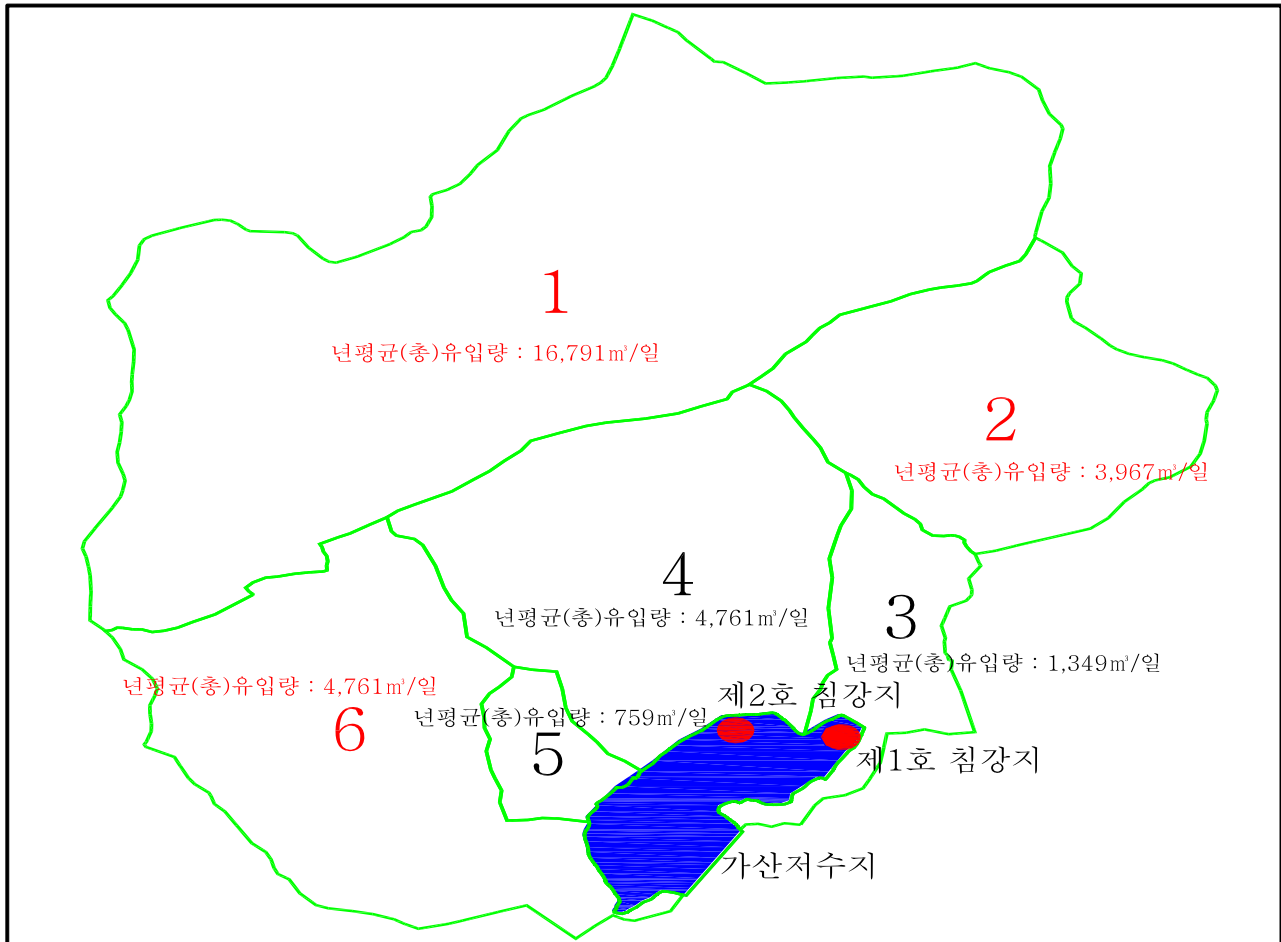 1
년평균(총)유입량 : 16,791㎥/일
2
년평균(총)유입량 : 3,967㎥/일
4
년평균(총)유입량 : 4,761㎥/일
3
년평균(총)유입량 : 1,349㎥/일
년평균(총)유입량 : 4,761㎥/일
6
년평균(총)유입량 : 759㎥/일
5
제2호 침강지
제1호 침강지
가산저수지